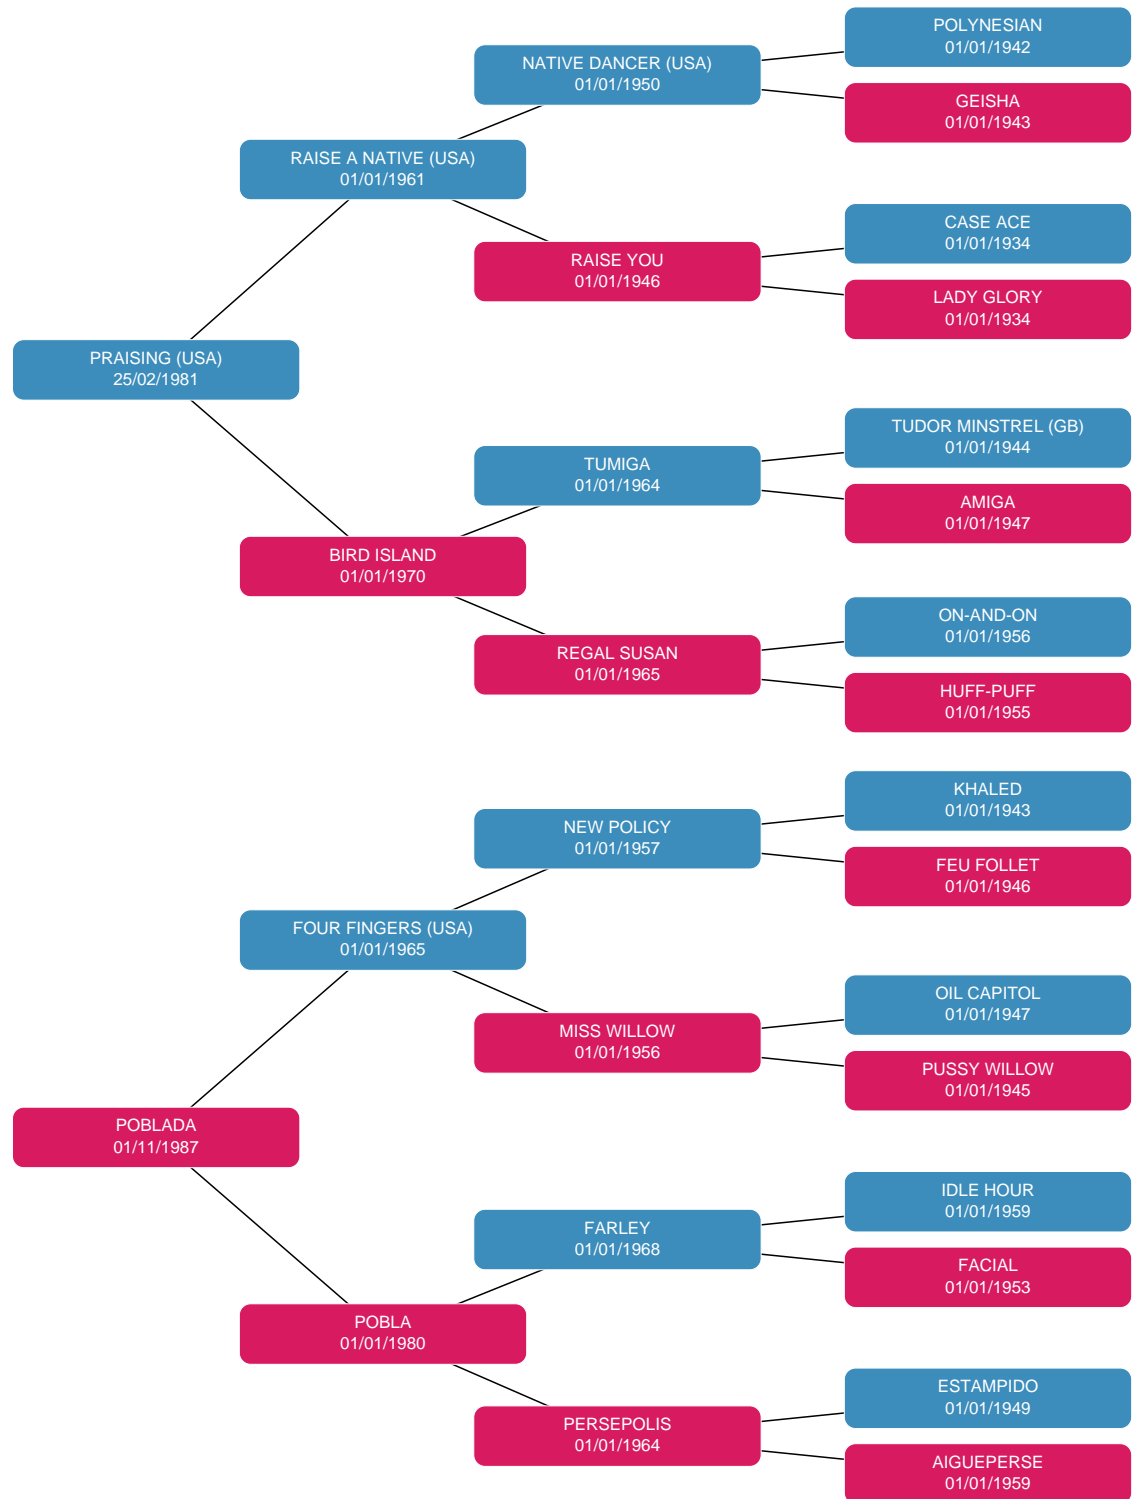 POLYNESIAN
01/01/1942
NATIVE DANCER (USA)
01/01/1950
GEISHA
01/01/1943
RAISE A NATIVE (USA)
01/01/1961
CASE ACE
01/01/1934
RAISE YOU
01/01/1946
LADY GLORY
01/01/1934
PRAISING (USA)
25/02/1981
TUDOR MINSTREL (GB)
01/01/1944
TUMIGA
01/01/1964
AMIGA
01/01/1947
BIRD ISLAND
01/01/1970
ON-AND-ON
01/01/1956
REGAL SUSAN
01/01/1965
HUFF-PUFF
01/01/1955
KHALED
01/01/1943
NEW POLICY
01/01/1957
FEU FOLLET
01/01/1946
FOUR FINGERS (USA)
01/01/1965
OIL CAPITOL
01/01/1947
MISS WILLOW
01/01/1956
PUSSY WILLOW
01/01/1945
POBLADA
01/11/1987
IDLE HOUR
01/01/1959
FARLEY
01/01/1968
FACIAL
01/01/1953
POBLA
01/01/1980
ESTAMPIDO
01/01/1949
PERSEPOLIS
01/01/1964
AIGUEPERSE
01/01/1959